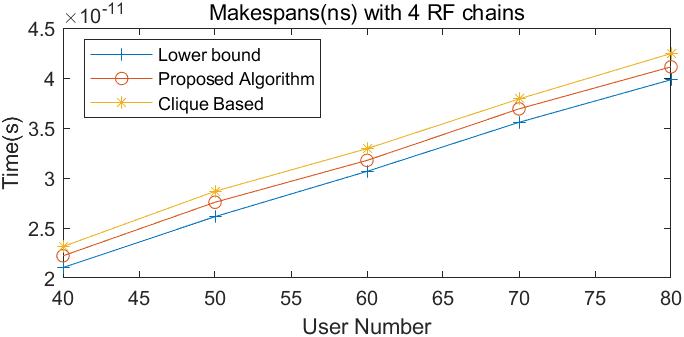 ×10⁻¹¹
Makespans(ns) with 4 RF chains
4.5
4
3.5
3
2.5
2
Time(s)
Lower bound
Proposed Algorithm
Clique Based
40 45 50 55 60 65 70 75 80
User Number